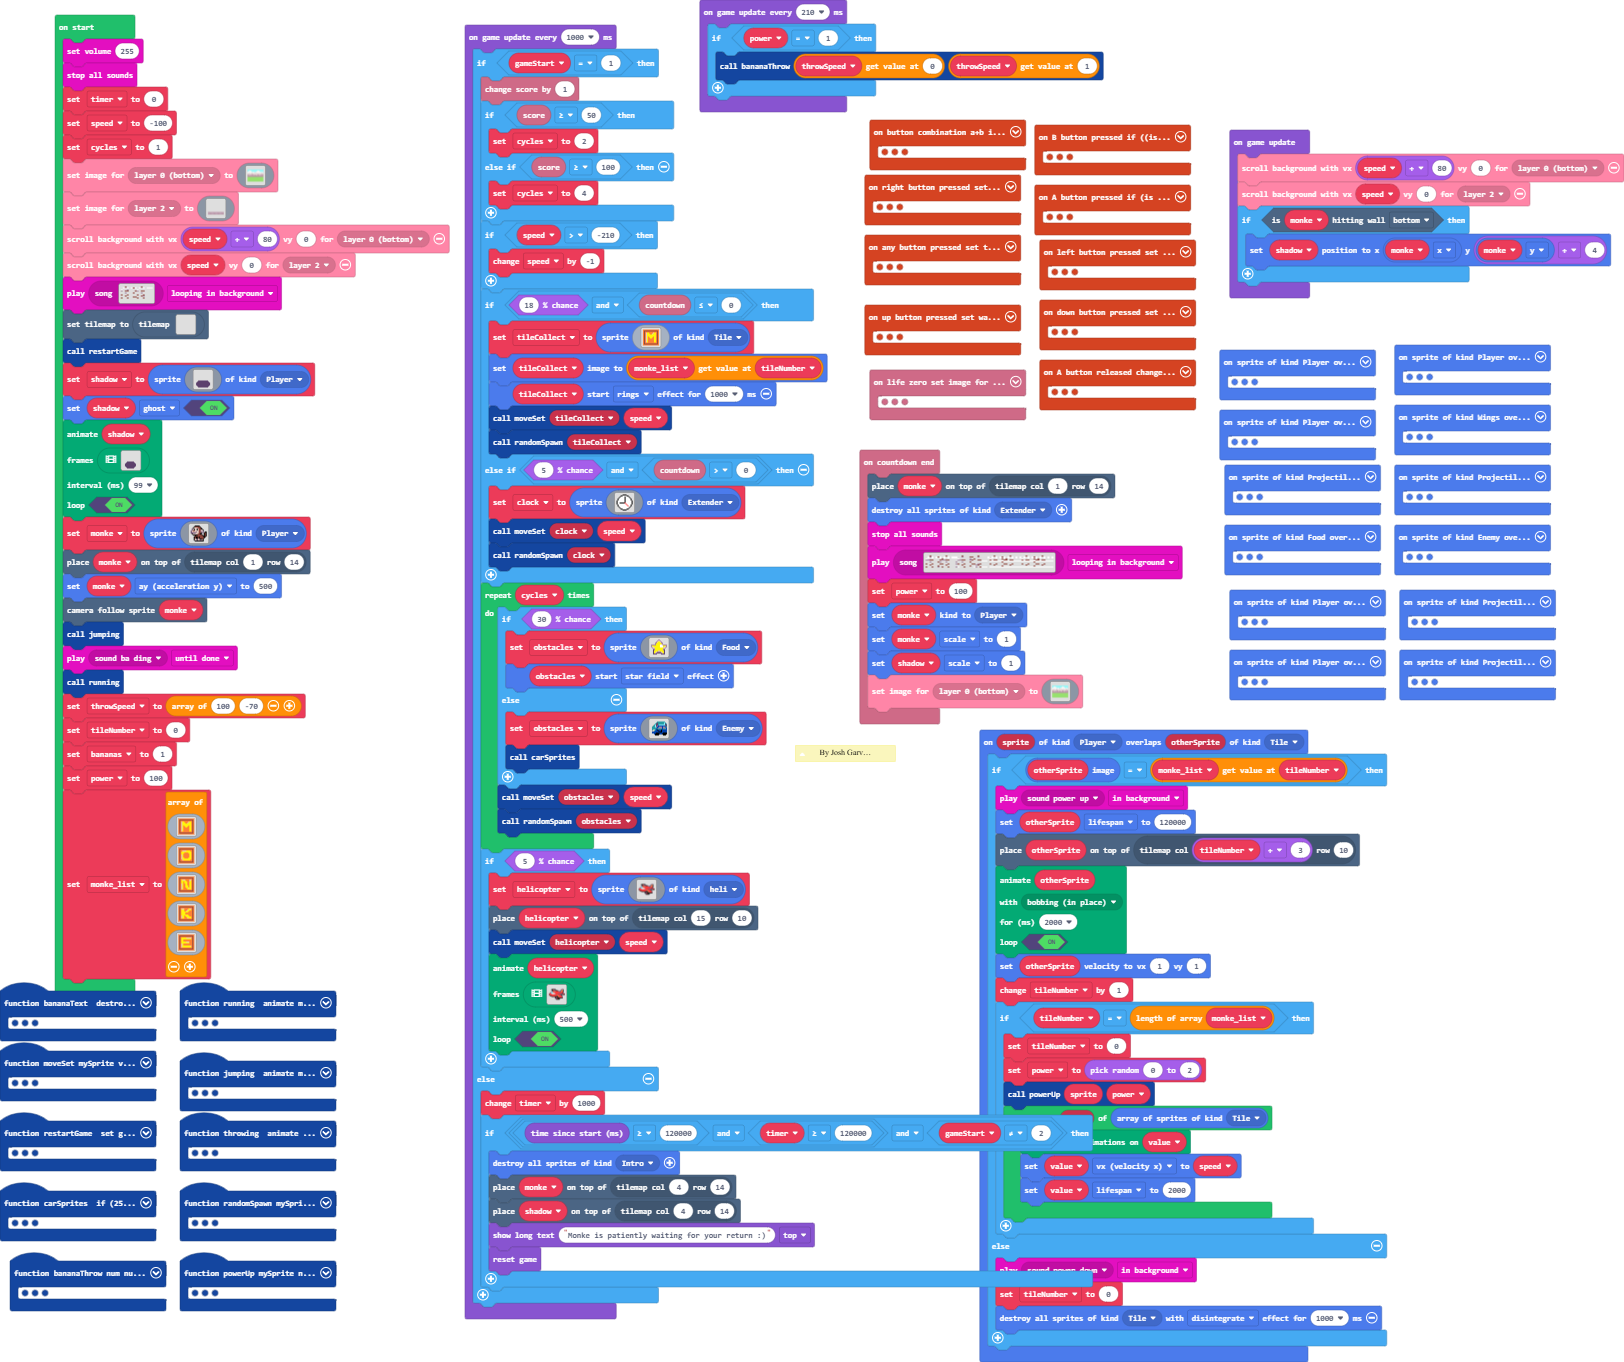 on start
set volume 255
stop all sounds
set timer to 0
set speed to -100
set cycles to 1
set image for layer 0 (bottom) to
set image for layer 2 to
scroll background with vx speed ÷ 80 vy 0 for layer 0 (bottom)
scroll background with vx speed vy 0 for layer 2
play song looping in background
set tilemap to tilemap
call restartGame
set shadow to sprite of kind Player
set shadow ghost ON
animate shadow
frames
interval (ms) 99
loop ON
set monke to sprite of kind Player
place monke on top of tilemap col 1 row 14
set monke ay (acceleration y) to 500
camera follow sprite monke
call jumping
play sound ba ding until done
call running
set throwSpeed to array of 100 -70
set tileNumber to 0
set bananas to 1
set power to 100
array of
M
O
N
set monke_list to
K
E
function bananaText destro...
function running animate m...
function moveSet mySprite v...
function jumping animate m...
function restartGame set g...
function throwing animate ...
function carSprites if (25...
function randomSpawn mySpri...
function bananaThrow num nu...
function powerUp mySprite n...
on game update every 1000 ms
if gameStart = 1 then
change score by 1
if score ≥ 50 then
set cycles to 2
else if score ≥ 100 then
set cycles to 4
if speed > -210 then
change speed by -1
if 18 % chance and countdown ≤ 0 then
set tileCollect to sprite M of kind Tile
set tileCollect image to monke_list get value at tileNumber
tileCollect start rings effect for 1000 ms
call moveSet tileCollect speed
call randomSpawn tileCollect
else if 5 % chance and countdown > 0 then
set clock to sprite of kind Extender
call moveSet clock speed
call randomSpawn clock
repeat cycles times
do
if 30 % chance then
set obstacles to sprite of kind Food
obstacles start star field effect
else
set obstacles to sprite of kind Enemy
call carSprites
call moveSet obstacles speed
call randomSpawn obstacles
if 5 % chance then
set helicopter to sprite of kind heli
place helicopter on top of tilemap col 15 row 10
call moveSet helicopter speed
animate helicopter
frames
interval (ms) 500
loop ON
else
change timer by 1000
if time since start (ms) ≥ 120000 and timer ≥ 120000 and gameStart ≠ 2 then
destroy all sprites of kind Intro
place monke on top of tilemap col 4 row 14
place shadow on top of tilemap col 4 row 14
show long text "Monke is patiently waiting for your return :)" top
reset game
on game update every 210 ms
if power = 1 then
call bananaThrow throwSpeed get value at 0 throwSpeed get value at 1
on button combination a+b i...
on B button pressed if ((is...
on right button pressed set...
on A button pressed if (is ...
on any button pressed set t...
on left button pressed set ...
on up button pressed set wa...
on down button pressed set ...
on life zero set image for ...
on A button released change...
on game update
scroll background with vx speed ÷ 80 vy 0 for layer 0 (bottom)
scroll background with vx speed vy 0 for layer 2
if is monke hitting wall bottom then
set shadow position to x monke x y monke y ÷ 4
on sprite of kind Player ov...
on sprite of kind Player ov...
on sprite of kind Player ov...
on sprite of kind Wings ove...
on sprite of kind Projectil...
on sprite of kind Projectil...
on sprite of kind Food over...
on sprite of kind Enemy ove...
on sprite of kind Player ov...
on sprite of kind Projectil...
on sprite of kind Player ov...
on sprite of kind Projectil...
on countdown end
place monke on top of tilemap col 1 row 14
destroy all sprites of kind Extender
stop all sounds
play song looping in background
set power to 100
set monke kind to Player
set monke scale to 1
set shadow scale to 1
set image for layer 0 (bottom) to
By Josh Garv...
on sprite of kind Player overlaps otherSprite of kind Tile
if otherSprite image = monke_list get value at tileNumber then
play sound power up in background
set otherSprite lifespan to 120000
place otherSprite on top of tilemap col tileNumber + 3 row 10
animate otherSprite
with bobbing (in place)
for (ms) 2000
loop ON
set otherSprite velocity to vx 1 vy 1
change tileNumber by 1
if tileNumber = length of array monke_list then
set tileNumber to 0
set power to pick random 0 to 2
call powerUp sprite power
of array of sprites of kind Tile
mations on value
set value vx (velocity x) to speed
set value lifespan to 2000
else
play sound power down in background
set tileNumber to 0
destroy all sprites of kind Tile with disintegrate effect for 1000 ms